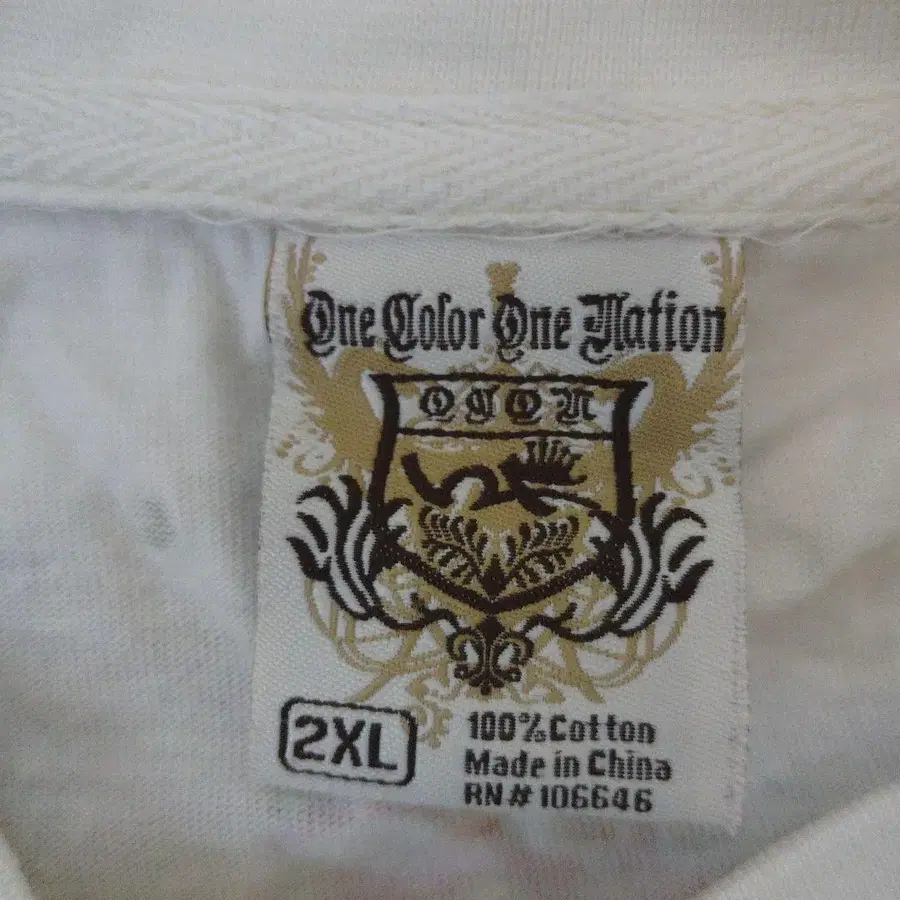 One Color One Nation
OCON
2XL
100% Cotton
Made in China
RN# 106646